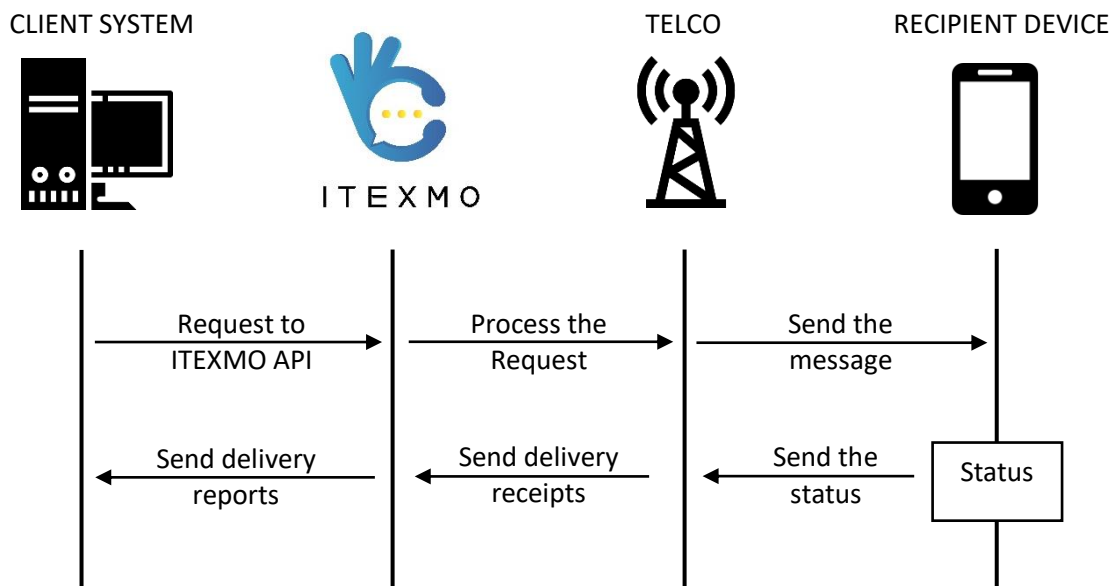 CLIENT SYSTEM
TELCO
RECIPIENT DEVICE
ITEXMO
Request to
ITEXMO API
Process the
Request
Send the
message
Send delivery
reports
Send delivery
receipts
Send the
status
Status